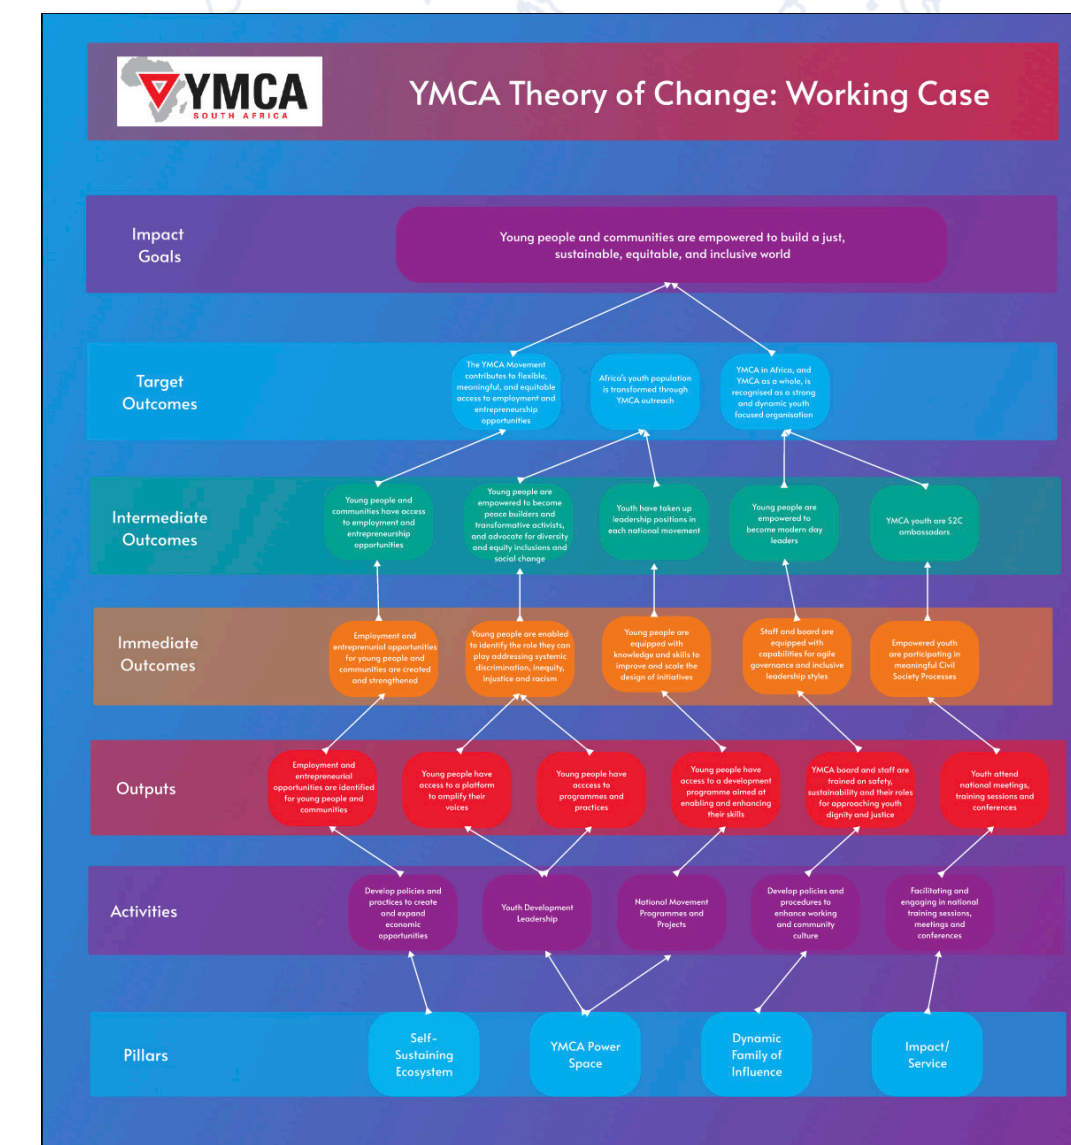 YMCA
SOUTH AFRICA
YMCA Theory of Change: Working Case
Impact
Goals
Young people and communities are empowered to build a just,
sustainable, equitable, and inclusive world
Target
Outcomes
The YMCA Movement
contributes to flexible,
meaningful, and equitable
access to employment and
entrepreneurship
opportunities
Africa's youth population
is transformed through
YMCA outreach
YMCA in Africa, and
YMCA as a whole, is
recognised as a strong
and dynamic youth
focused organisation
Intermediate
Outcomes
Young people and
communities have access
to employment and
entrepreneurship
opportunities
Young people are
empowered to become
peace builders and
transformative activists,
and advocate for diversity
and equity inclusions and
social change
Youth have taken up
leadership positions in
each national movement
Young people are
empowered to
become modern day
leaders
YMCA youth are S2C
ambassadors
Immediate
Outcomes
Employment and
entreprenurial opportunities
for young people and
communities are created
and strengthened
Young people are enabled
to identify the role they can
play addressing systemic
discrimination, inequity,
injustice and racism
Young people are
equipped with
knowledge and skills to
improve and scale the
design of initiatives
Staff and board are
equipped with
capabilities for agile
governance and inclusive
leadership styles
Empowered youth
are participating in
meaningful Civil
Society Processes
Outputs
Employment and
entrepreneurial
opportunities are identified
for young people and
communities
Young people have
access to a platform
to amplify their
voices
Young people have
acccess to
programmes and
practices
Young people have
access to a development
programme aimed at
enabling and enhancing
their skills
YMCA board and staff are
trained on safety,
sustainability and their roles
for approaching youth
dignity and justice
Youth attend
national meetings,
training sessions and
conferences
Activities
Develop policies and
practices to create
and expand
economic
opportunities
Youth Development
Leadership
National Movement
Programmes and
Projects
Develop policies and
procedures to
enhance working
and community
culture
Facilitating and
engaging in national
training sessions,
meetings and
conferences
Pillars
Self-
Sustaining
Ecosystem
YMCA Power
Space
Dynamic
Family of
Influence
Impact/
Service